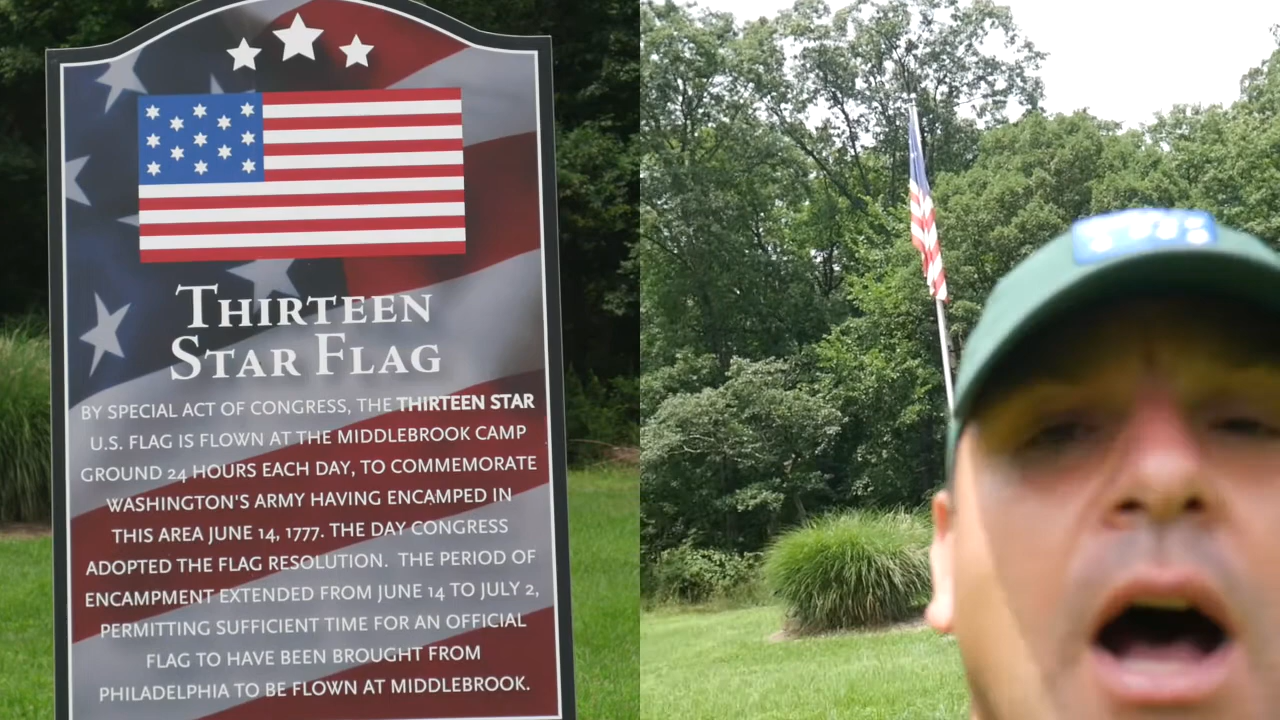 THIRTEEN
STAR FLAG
BY SPECIAL ACT OF CONGRESS, THE THIRTEEN STAR
U.S. FLAG IS FLOWN AT THE MIDDLEBROOK CAMP
GROUND 24 HOURS EACH DAY, TO COMMEMORATE
WASHINGTON'S ARMY HAVING ENCAMPED IN
THIS AREA JUNE 14, 1777. THE DAY CONGRESS
ADOPTED THE FLAG RESOLUTION. THE PERIOD OF
ENCAMPMENT EXTENDED FROM JUNE 14 TO JULY 2,
PERMITTING SUFFICIENT TIME FOR AN OFFICIAL
FLAG TO HAVE BEEN BROUGHT FROM
PHILADELPHIA TO BE FLOWN AT MIDDLEBROOK.